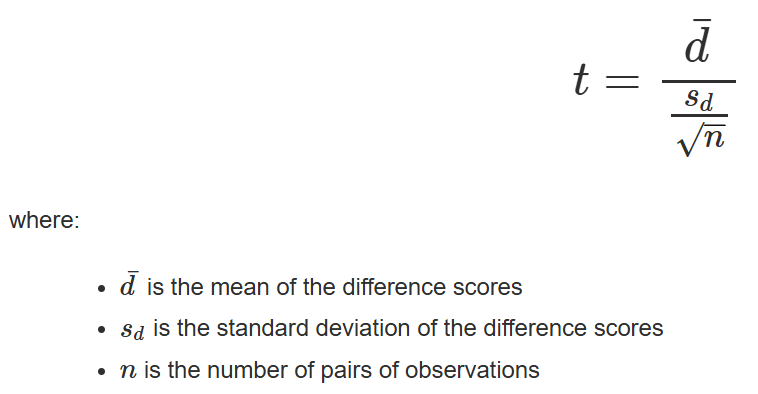 t = d̄ / (s_d / √n)
where:
• d̄ is the mean of the difference scores
• s_d is the standard deviation of the difference scores
• n is the number of pairs of observations